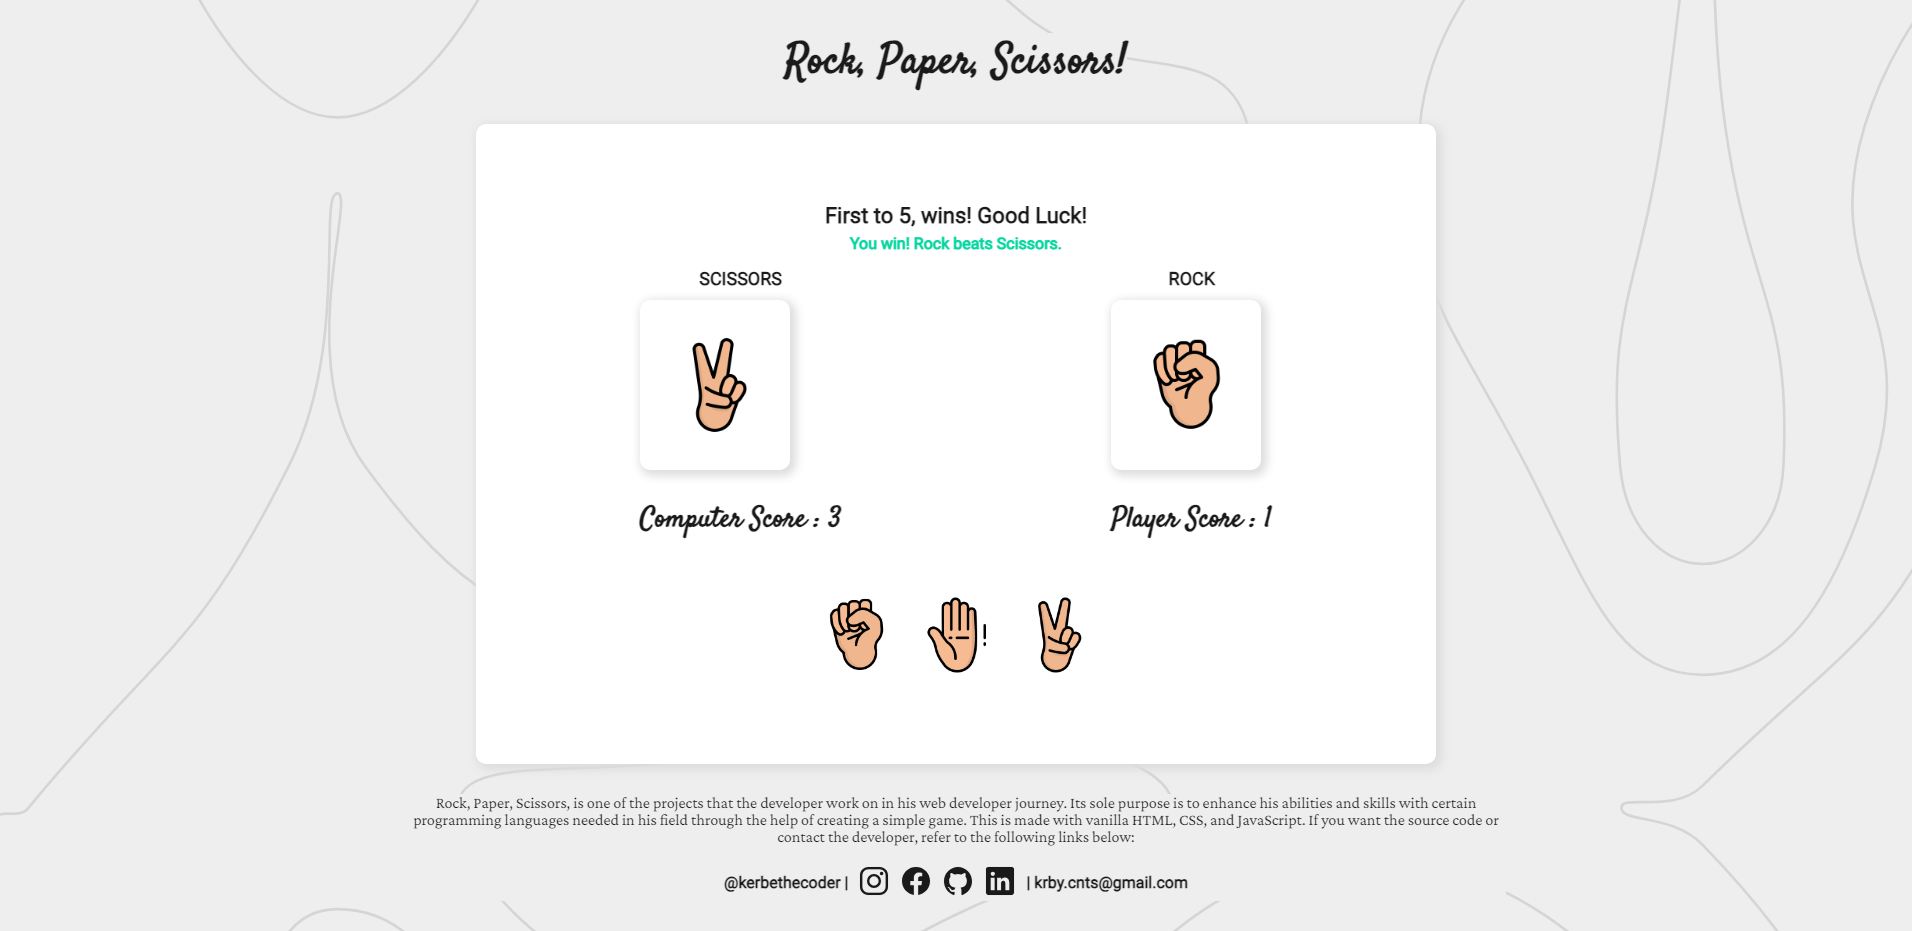 Rock, Paper, Scissors!
First to 5, wins! Good Luck!
You win! Rock beats Scissors.
SCISSORS
ROCK
Computer Score : 3
Player Score : 1
!
Rock, Paper, Scissors, is one of the projects that the developer work on in his web developer journey. Its sole purpose is to enhance his abilities and skills with certain
programming languages needed in his field through the help of creating a simple game. This is made with vanilla HTML, CSS, and JavaScript. If you want the source code or
contact the developer, refer to the following links below:
@kerbethecoder | in | krby.cnts@gmail.com